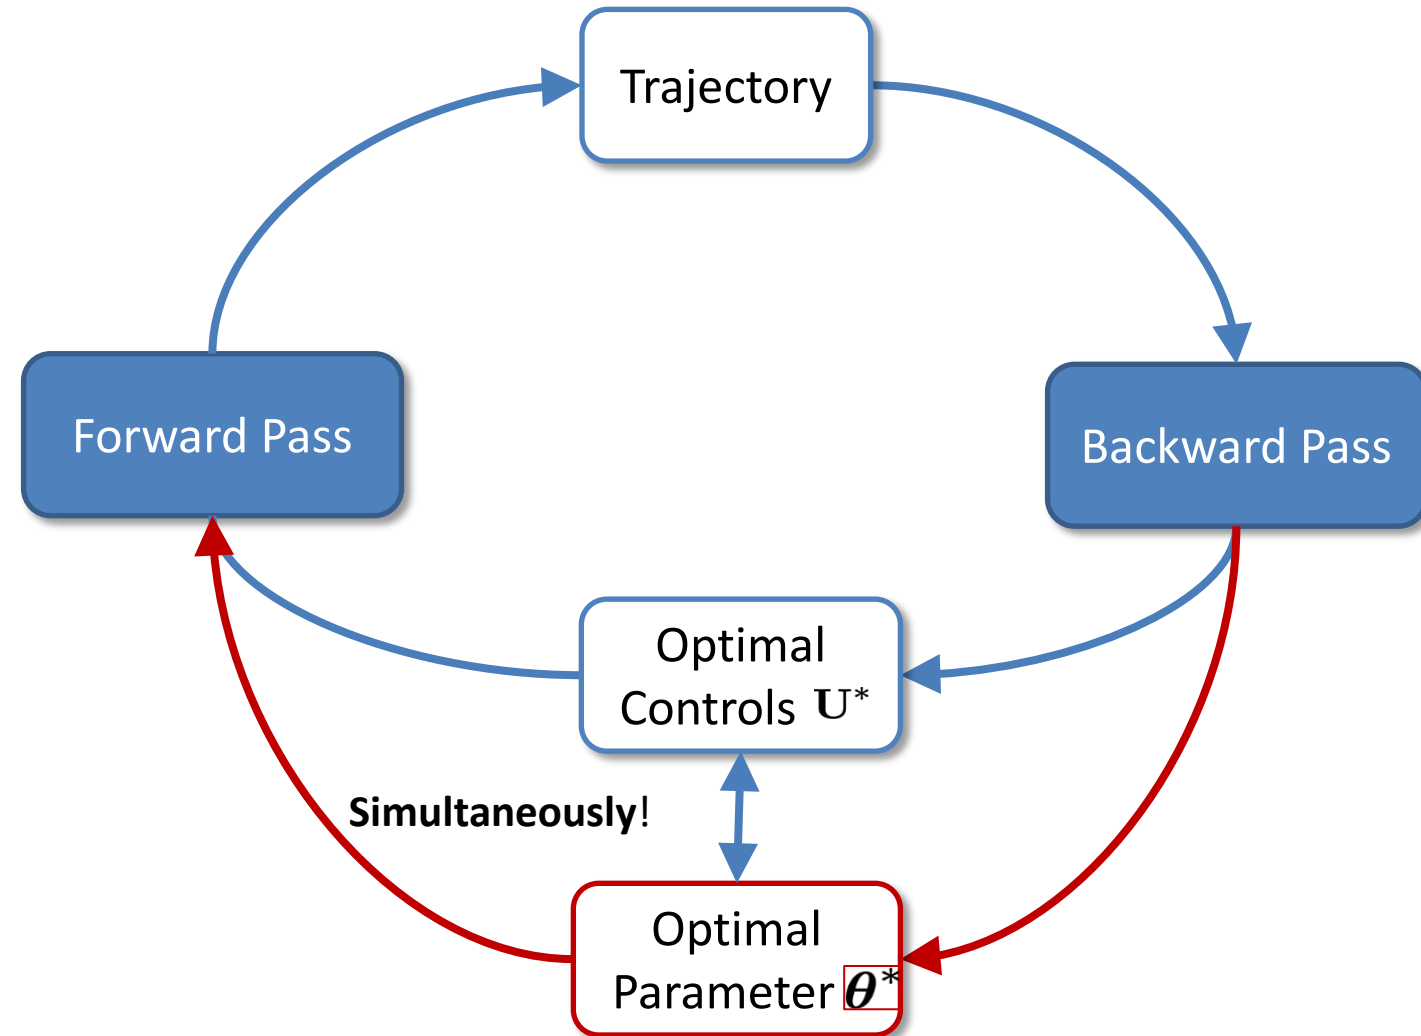 Trajectory
Forward Pass
Backward Pass
Optimal
Controls U*
Simultaneously!
Optimal
Parameter θ*